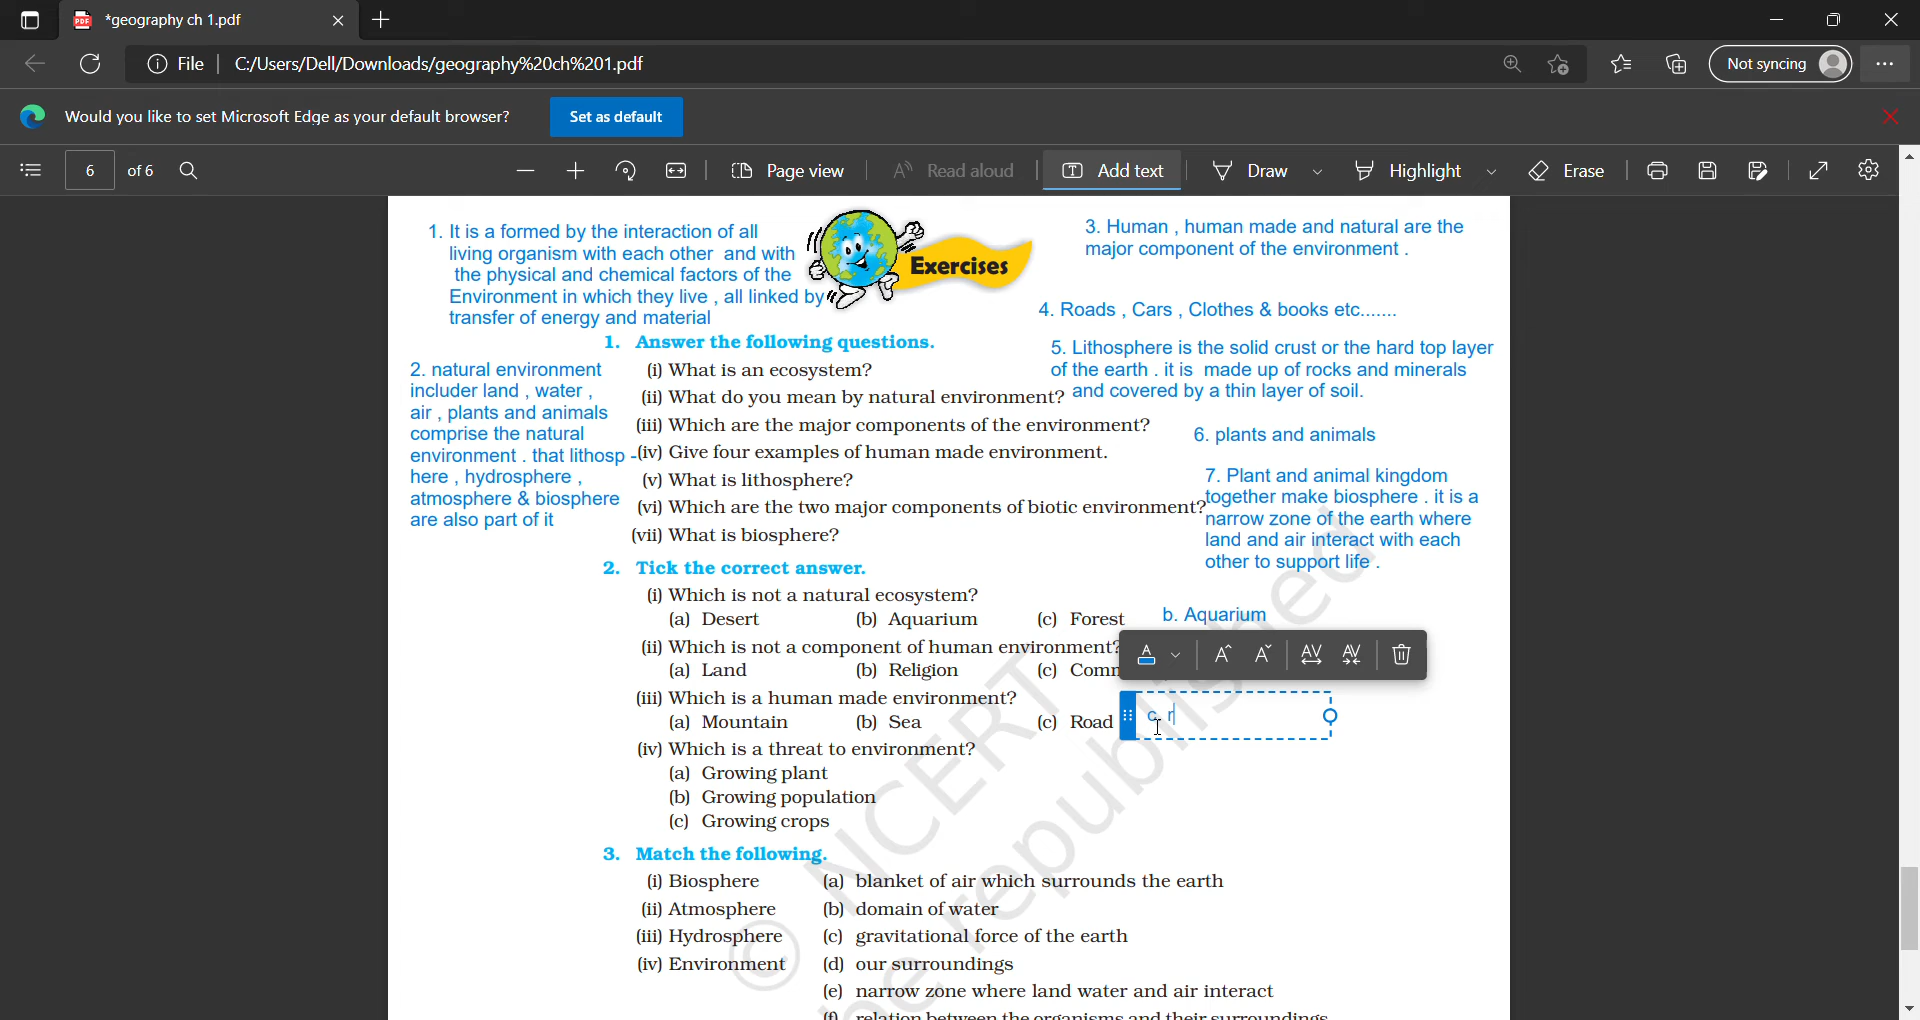 *geography ch 1.pdf
File
C:/Users/Dell/Downloads/geography%20ch%201.pdf
Not syncing
Would you like to set Microsoft Edge as your default browser?
Set as default
6 of 6
Page view
Read aloud
Add text
Draw
Highlight
Erase
1. It is a formed by the interaction of all
living organism with each other and with
the physical and chemical factors of the
Environment in which they live , all linked by
transfer of energy and material
Exercises
3. Human , human made and natural are the
major component of the environment .
4. Roads , Cars , Clothes & books etc.......
5. Lithosphere is the solid crust or the hard top layer
of the earth . it is made up of rocks and minerals
and covered by a thin layer of soil.
2. natural environment
includer land , water ,
air , plants and animals
comprise the natural
environment . that lithosp -
here , hydrosphere ,
atmosphere & biosphere
are also part of it
6. plants and animals
7. Plant and animal kingdom
together make biosphere . it is a
narrow zone of the earth where
land and air interact with each
other to support life .
1. Answer the following questions.
(i) What is an ecosystem?
(ii) What do you mean by natural environment?
(iii) Which are the major components of the environment?
(iv) Give four examples of human made environment.
(v) What is lithosphere?
(vi) Which are the two major components of biotic environment?
(vii) What is biosphere?
2. Tick the correct answer.
(i) Which is not a natural ecosystem?
(a) Desert (b) Aquarium (c) Forest
b. Aquarium
(ii) Which is not a component of human environment?
(a) Land (b) Religion (c) Comm
(iii) Which is a human made environment?
(a) Mountain (b) Sea (c) Road
c. r
(iv) Which is a threat to environment?
(a) Growing plant
(b) Growing population
(c) Growing crops
3. Match the following.
(i) Biosphere (a) blanket of air which surrounds the earth
(ii) Atmosphere (b) domain of water
(iii) Hydrosphere (c) gravitational force of the earth
(iv) Environment (d) our surroundings
(e) narrow zone where land water and air interact
(f) relation between the organisms and their surroundings
© NCERT
be republished